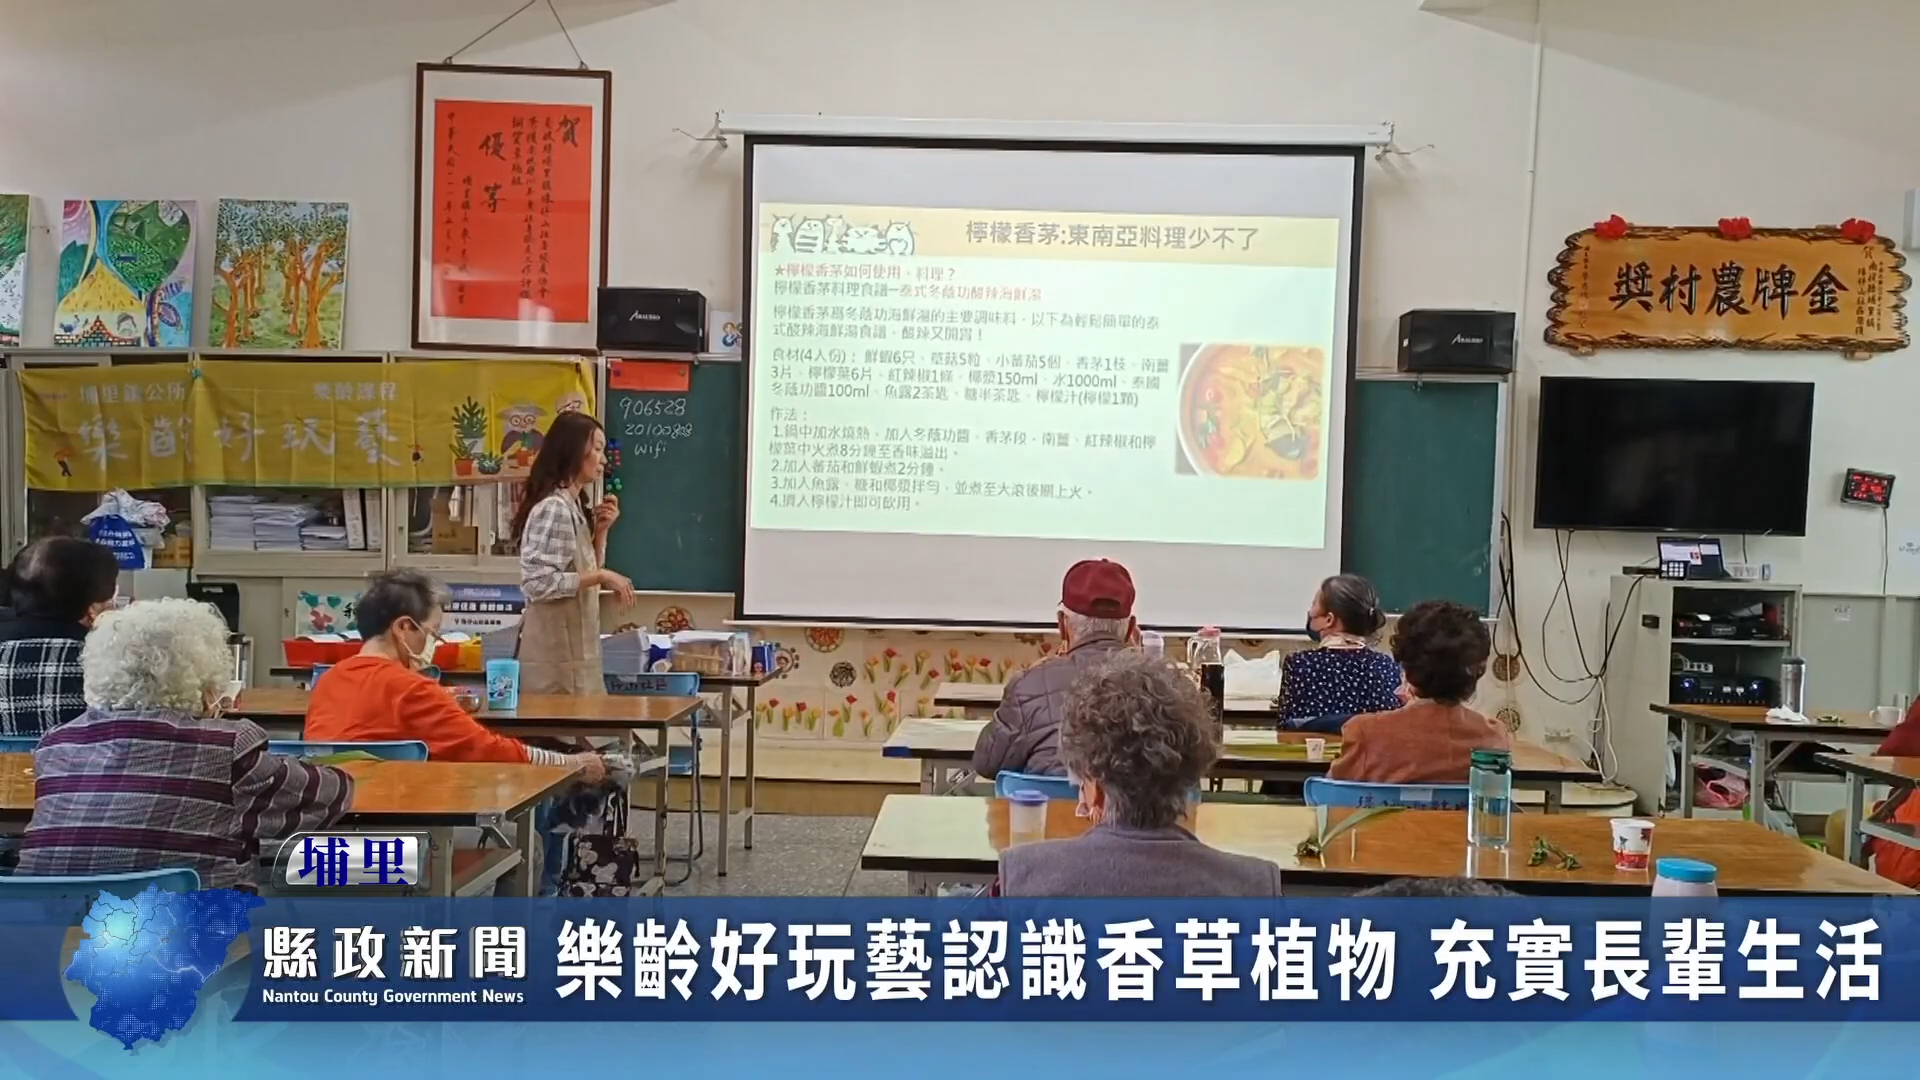 賀
優等
檸檬香茅:東南亞料理少不了
★檸檬香茅如何使用、料理？
檸檬香茅料理食譜─泰式冬蔭功酸辣海鮮湯
檸檬香茅為冬蔭功海鮮湯的主要調味料，以下為輕鬆簡單的泰
式酸辣海鮮湯食譜，酸辣又開胃！
食材(4人份)： 鮮蝦6只、草菇5粒、小番茄5個、香茅1枝、南薑
3片、檸檬葉6片、紅辣椒1條、椰漿150ml、水1000ml、泰國
冬蔭功醬100ml、魚露2茶匙、糖半茶匙、檸檬汁(檸檬1顆)
作法：
1.鍋中加水燒熱，加入冬蔭功醬、香茅段、南薑、紅辣椒和檸
檬葉中火煮8分鐘至香味溢出。
2.加入蕃茄和鮮蝦煮2分鐘。
3.加入魚露、糖和椰漿拌勻，並煮至大滾後關上火。
4.擠入檸檬汁即可飲用。
獎村農牌金
AUDIO
AUDIO
埔里鎮公所 樂齡課程
樂齡好玩藝
906528
2010888
Wifi
埔里
縣政新聞
Nantou County Government News
樂齡好玩藝認識香草植物 充實長輩生活